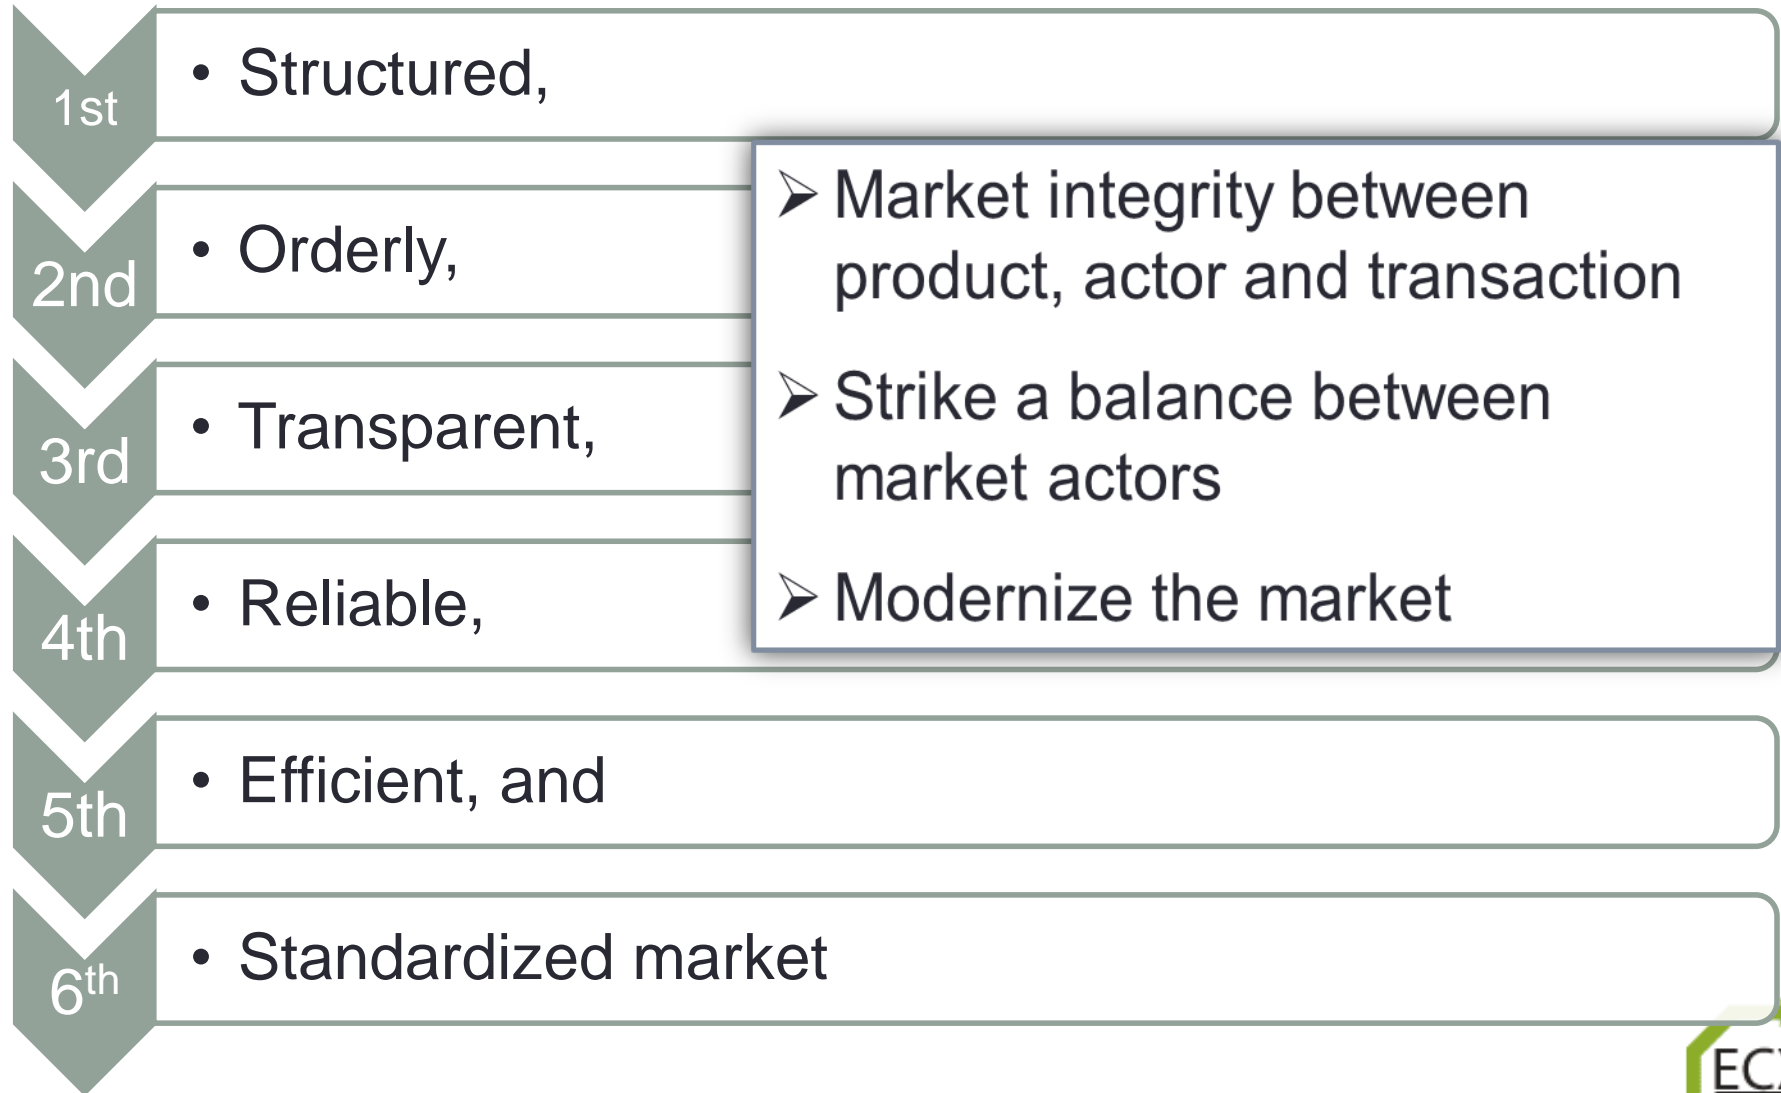 1st
• Structured,
2nd
• Orderly,
3rd
• Transparent,
4th
• Reliable,
5th
• Efficient, and
6th
• Standardized market
➢ Market integrity between
product, actor and transaction
➢ Strike a balance between
market actors
➢ Modernize the market